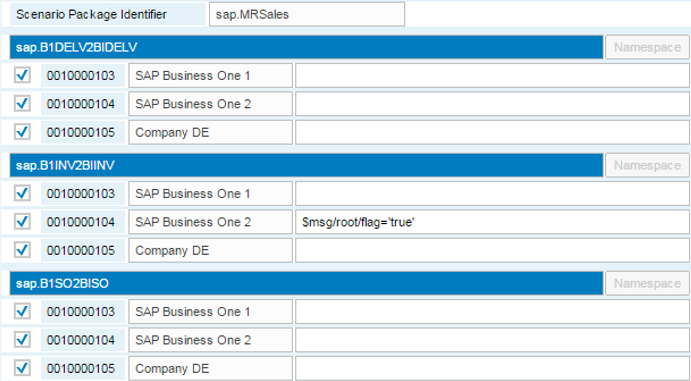 Scenario Package Identifier sap.MRSales
sap.B1DELV2BIDELV Namespace
0010000103 SAP Business One 1
0010000104 SAP Business One 2
0010000105 Company DE
sap.B1INV2BIINV Namespace
0010000103 SAP Business One 1
0010000104 SAP Business One 2 $msg/root/flag='true'
0010000105 Company DE
sap.B1SO2BISO Namespace
0010000103 SAP Business One 1
0010000104 SAP Business One 2
0010000105 Company DE